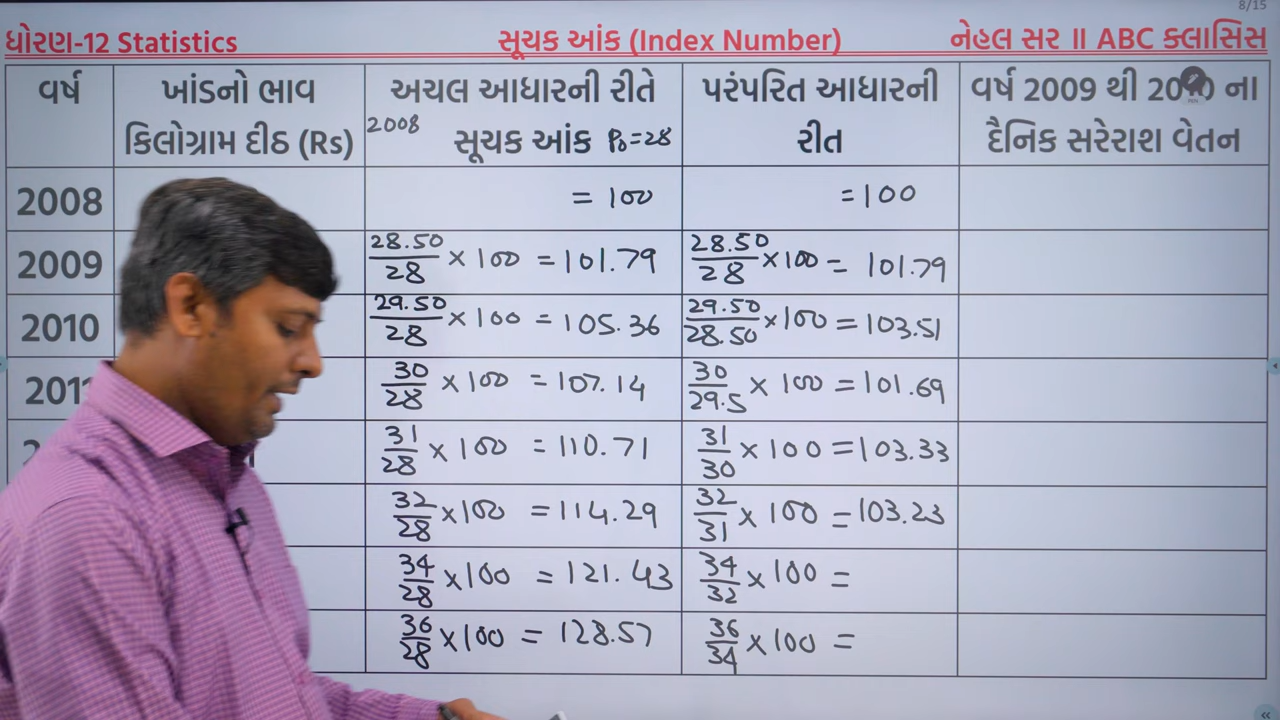 8/15
ધોરણ-12 Statistics સૂચક આંક (Index Number) નેહલ સર || ABC ક્લાસિસ
વર્ષ ખાંડનો ભાવ કિલોગ્રામ દીઠ (Rs) અચલ આધારની રીતે સૂચક આંક 2008 P₀=28 પરંપરિત આધારની રીત વર્ષ 2009 થી ના દૈનિક સરેરાશ વેતન
2008 = 100 = 100
2009 28.50/28 × 100 = 101.79 28.50/28 ×100 = 101.79
2010 29.50/28 × 100 = 105.36 29.50/28.50 ×100 = 103.51
2011 30/28 × 100 = 107.14 30/29.5 × 100 = 101.69
31/28 × 100 = 110.71 31/30 × 100 = 103.33
32/28 ×100 = 114.29 32/31 × 100 = 103.23
34/28 ×100 = 121.43 34/32 × 100 =
36/28 ×100 = 128.57 36/34 ×100 =